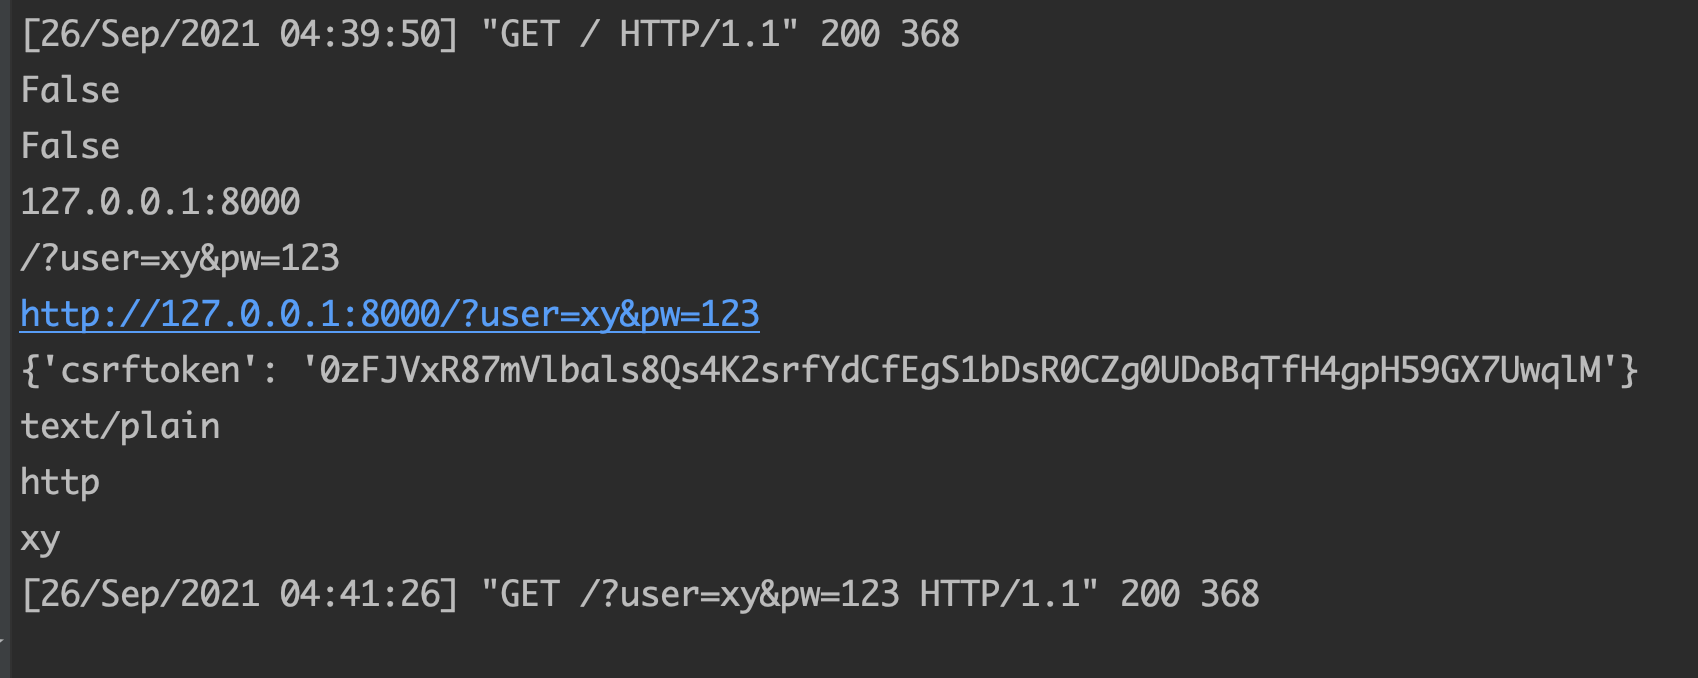 [26/Sep/2021 04:39:50] "GET / HTTP/1.1" 200 368
False
False
127.0.0.1:8000
/?user=xy&pw=123
http://127.0.0.1:8000/?user=xy&pw=123
{'csrftoken': '0zFJVxR87mVlbals8Qs4K2srfYdCfEgS1bDsR0CZg0UDoBqTfH4gpH59GX7UwqlM'}
text/plain
http
xy
[26/Sep/2021 04:41:26] "GET /?user=xy&pw=123 HTTP/1.1" 200 368